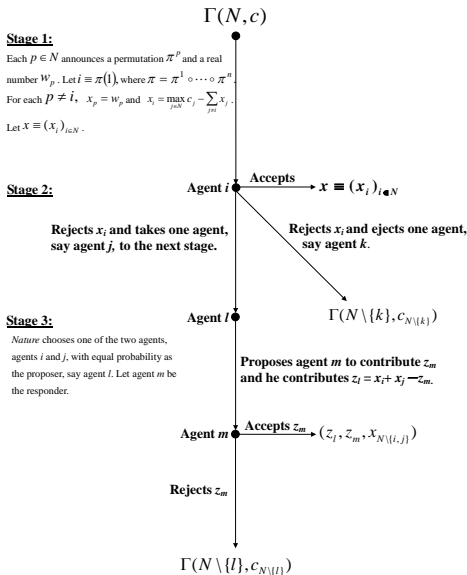 Γ(N, c)
Stage 1:
Each p ∈ N announces a permutation π^p and a real
number w_p. Let i ≡ π(1), where π = π^1 ∘ ⋯ ∘ π^n.
For each p ≠ i, x_p = w_p and x_i = max_{j∈N} c_j − ∑_{j≠i} x_j.
Let x ≡ (x_i)_{i∈N}.
Stage 2:
Agent i
Accepts
x ≡ (x_i)_{i∈N}
Rejects x_i and takes one agent,
say agent j, to the next stage.
Rejects x_i and ejects one agent,
say agent k.
Γ(N \ {k}, c_{N\{k}})
Stage 3:
Nature chooses one of the two agents,
agents i and j, with equal probability as
the proposer, say agent l. Let agent m be
the responder.
Agent l
Proposes agent m to contribute z_m
and he contributes z_l = x_i + x_j − z_m.
Agent m
Accepts z_m
(z_l, z_m, x_{N\{i,j}})
Rejects z_m
Γ(N \ {l}, c_{N\{l}})